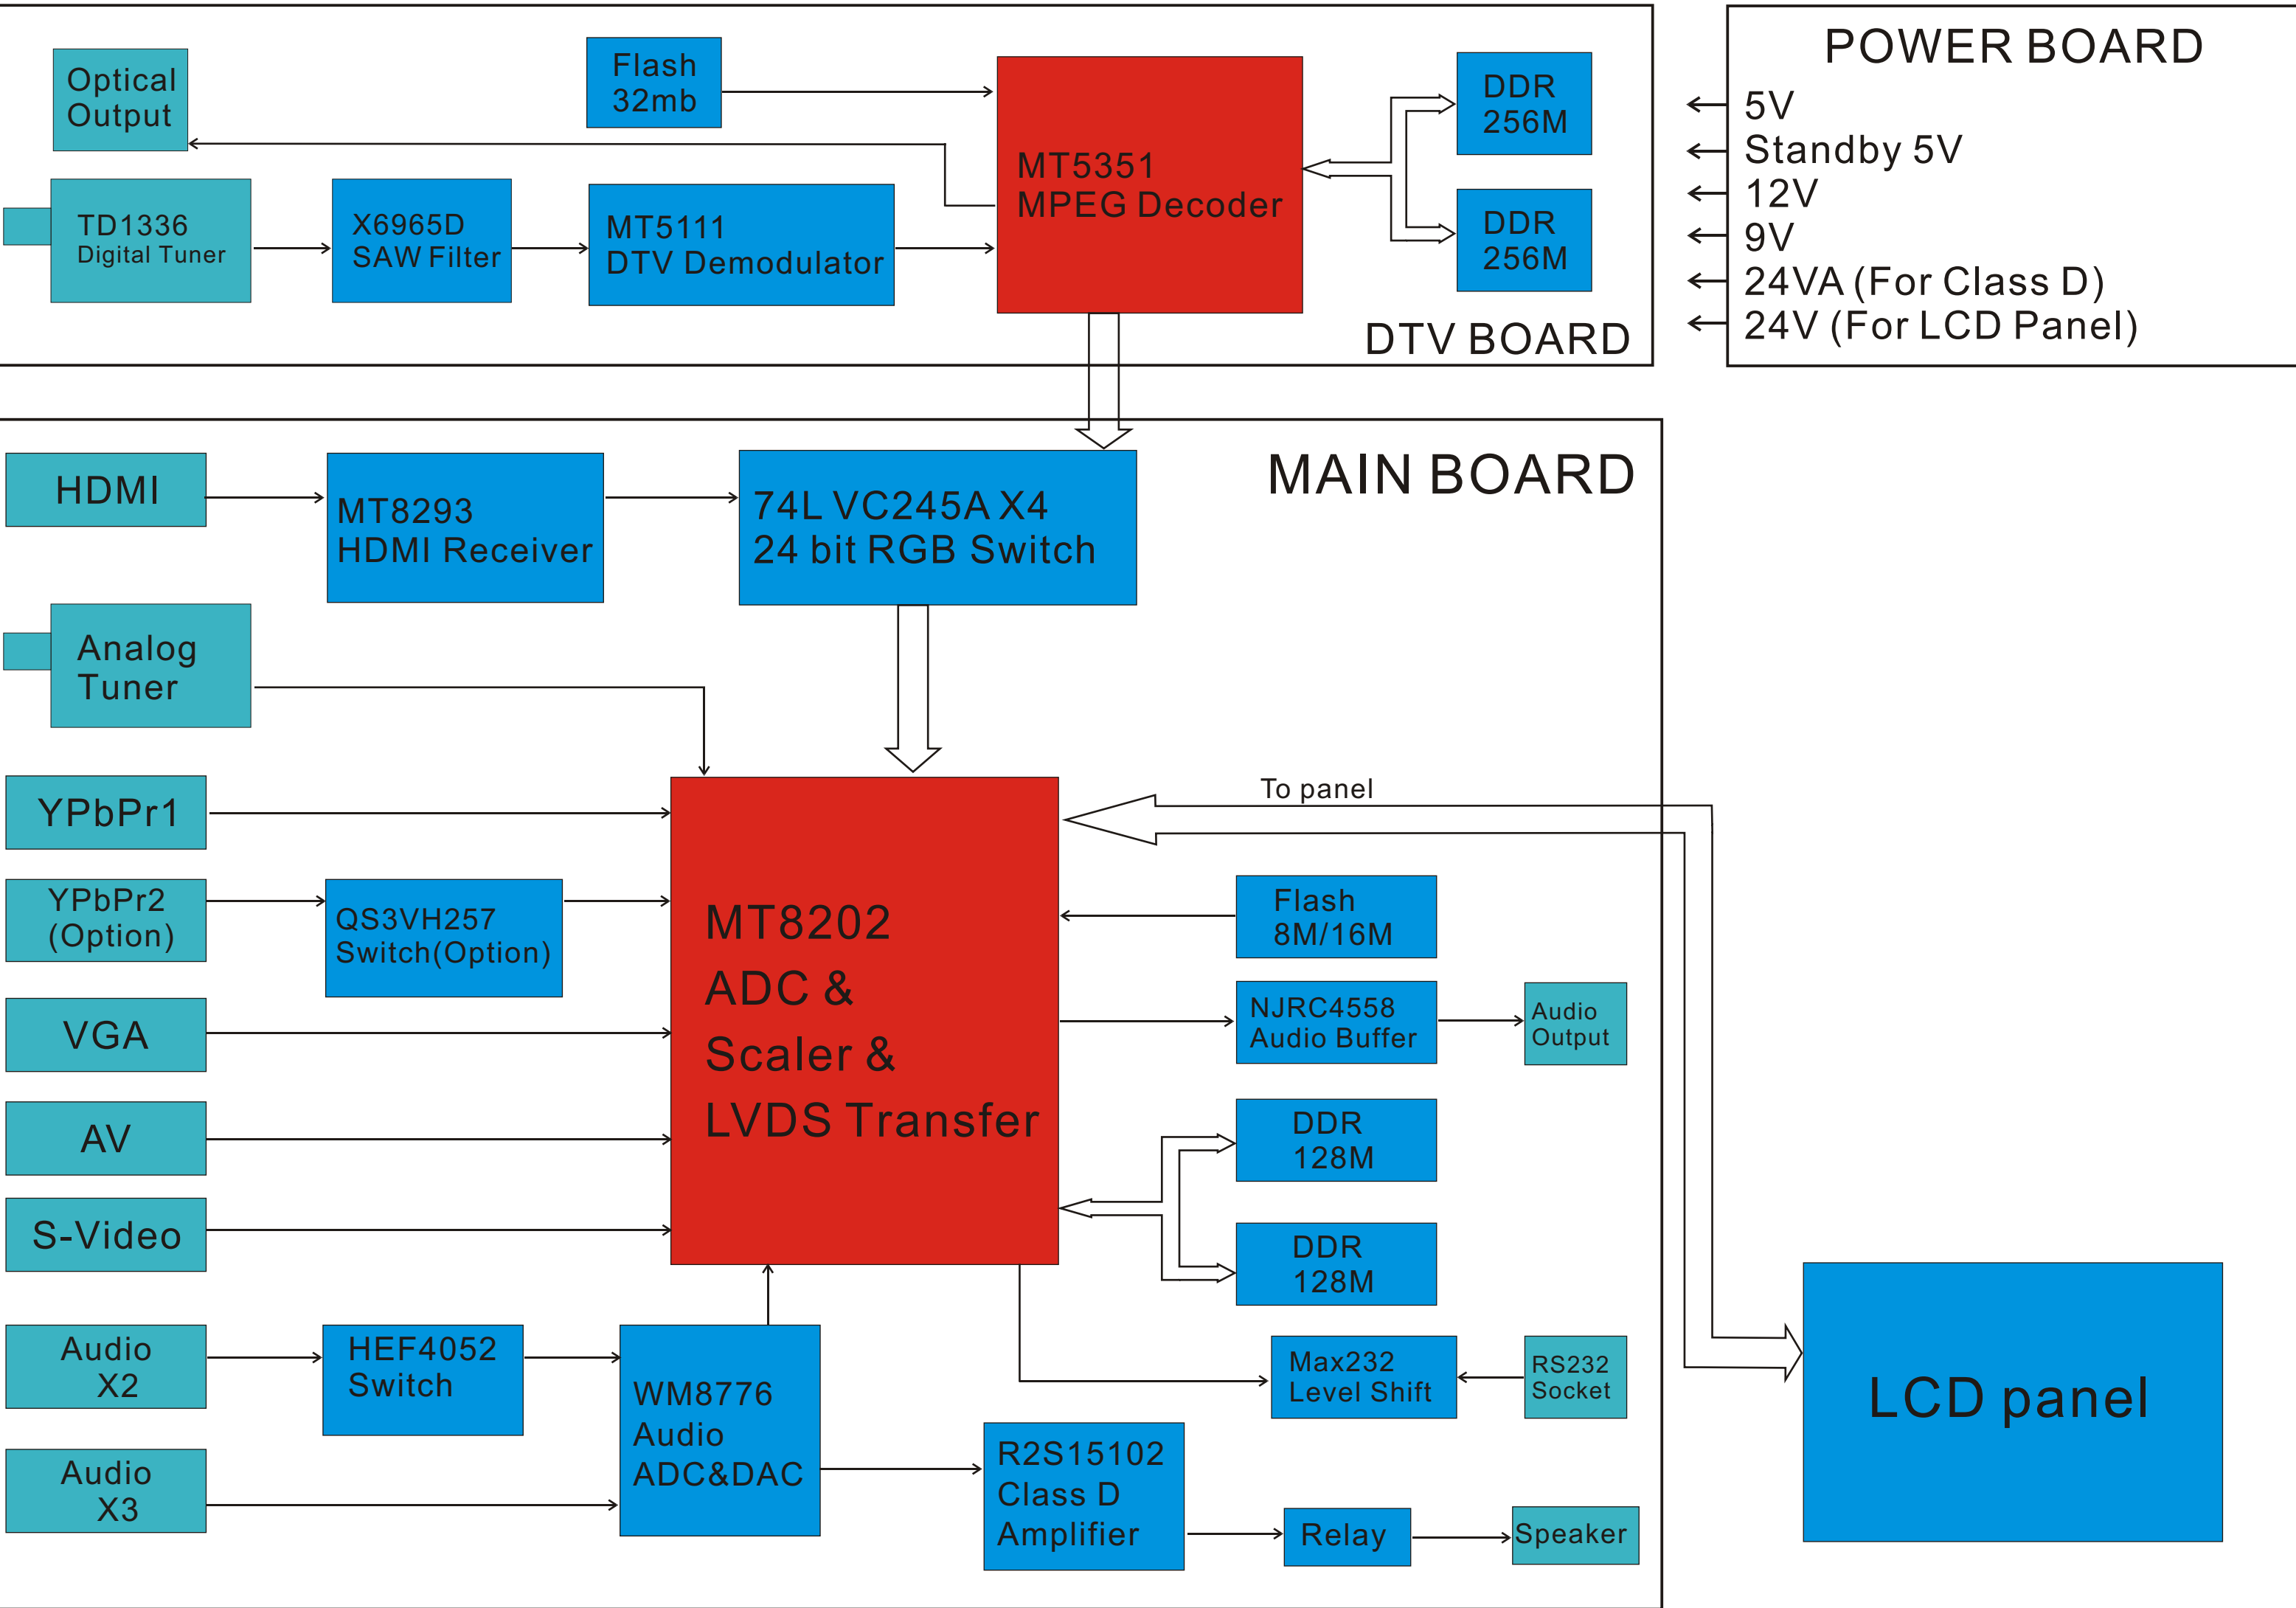 Optical
Output
Flash
32mb
MT5351
MPEG Decoder
DDR
256M
DDR
256M
TD1336
Digital Tuner
X6965D
SAW Filter
MT5111
DTV Demodulator
DTV BOARD
POWER BOARD
5V
Standby 5V
12V
9V
24VA (For Class D)
24V (For LCD Panel)
MAIN BOARD
HDMI
MT8293
HDMI Receiver
74L VC245A X4
24 bit RGB Switch
Analog
Tuner
YPbPr1
YPbPr2
(Option)
QS3VH257
Switch(Option)
VGA
AV
S-Video
MT8202
ADC &
Scaler &
LVDS Transfer
To panel
Flash
8M/16M
NJRC4558
Audio Buffer
Audio
Output
DDR
128M
DDR
128M
Audio
X2
HEF4052
Switch
WM8776
Audio
ADC&DAC
Audio
X3
Max232
Level Shift
RS232
Socket
R2S15102
Class D
Amplifier
Relay
Speaker
LCD panel